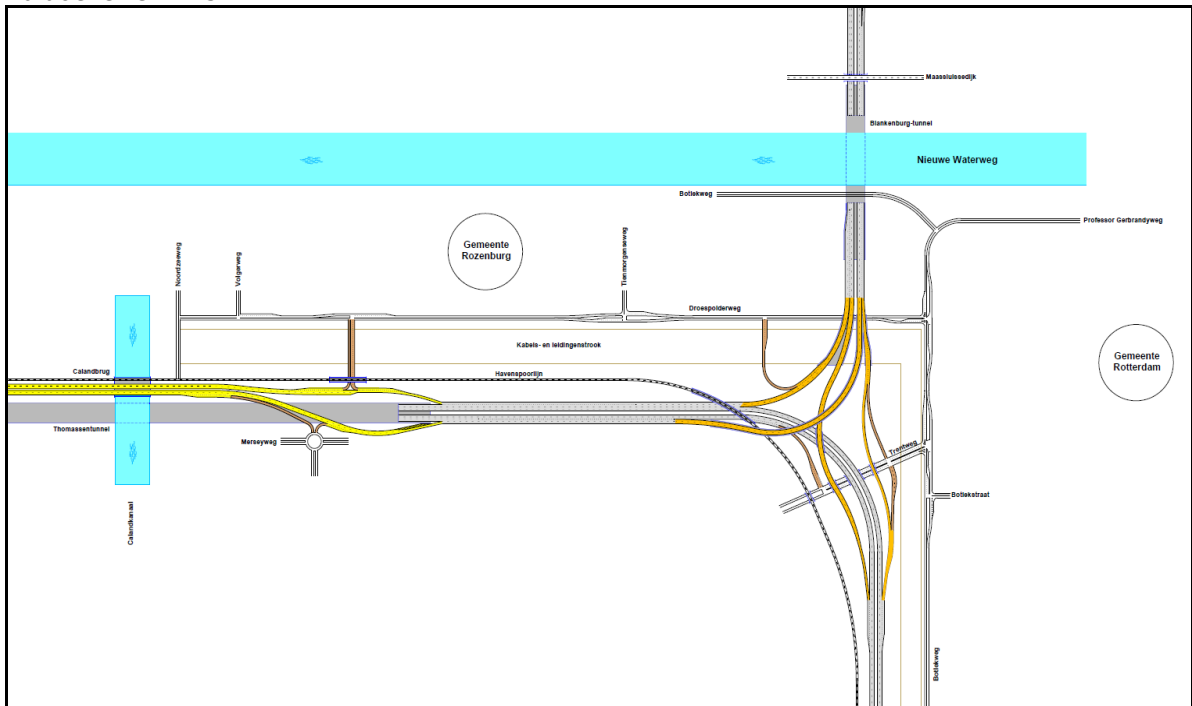 Maassluissedijk
Blankenburg-tunnel
Nieuwe Waterweg
Botlekweg
Professor Gerbrandyweg
Gemeente
Rozenburg
Noordzeeweg
Volgerweg
Tienmorgenseweg
Droespolderweg
Kabels- en leidingenstrook
Gemeente
Rotterdam
Calandbrug
Havenspoorlijn
Thomassentunnel
Merseyweg
Trentweg
Botlekstraat
Calandkanaal
Botlekweg